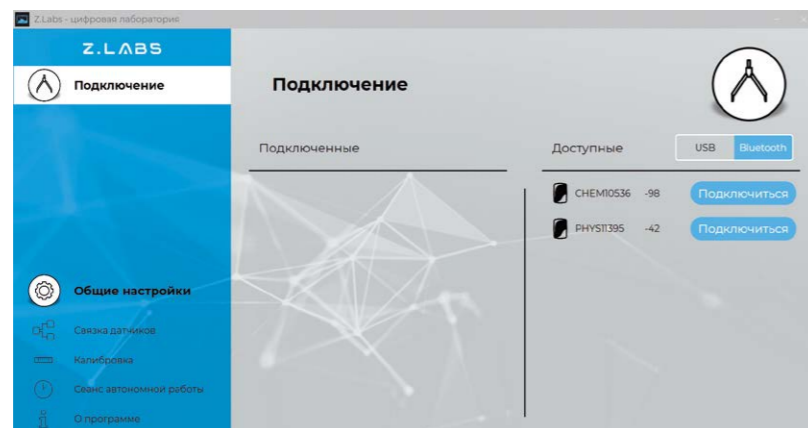 Z.Labs - цифровая лаборатория
Z.LABS
Подключение
Общие настройки
Связка датчиков
Калибровка
Сеанс автономной работы
О программе
Подключение
Подключенные
Доступные
USB Bluetooth
CHEM10536 -98 Подключиться
PHYS11395 -42 Подключиться